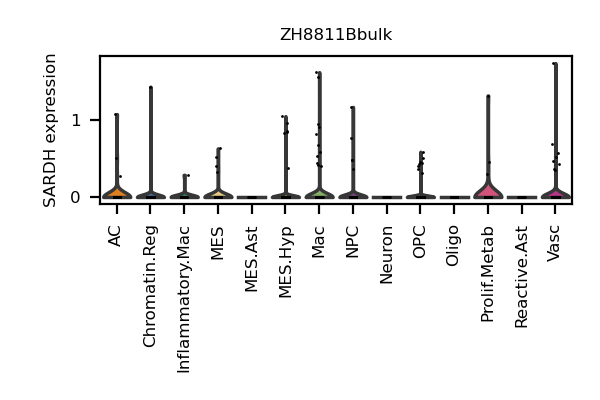 ZH8811Bbulk
SARDH expression
1
0
AC
Chromatin.Reg
Inflammatory.Mac
MES
MES.Ast
MES.Hyp
Mac
NPC
Neuron
OPC
Oligo
Prolif.Metab
Reactive.Ast
Vasc